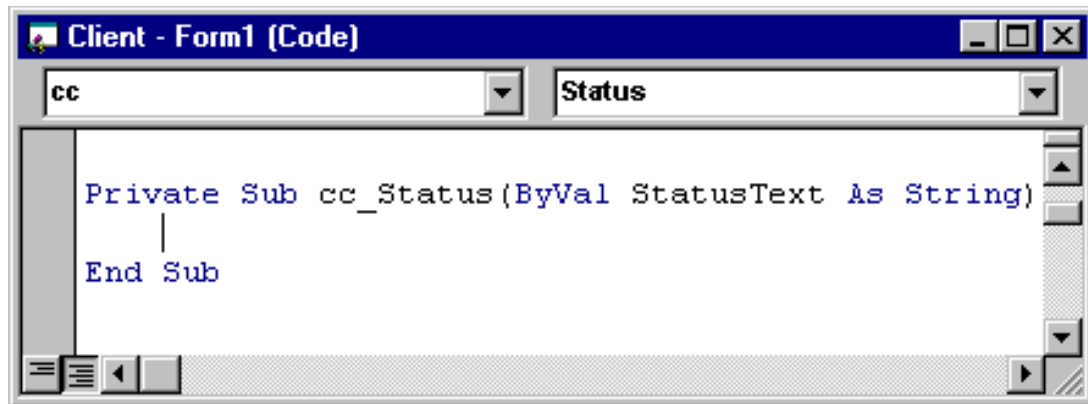 Client - Form1 (Code)
cc Status
Private Sub cc_Status(ByVal StatusText As String)
End Sub